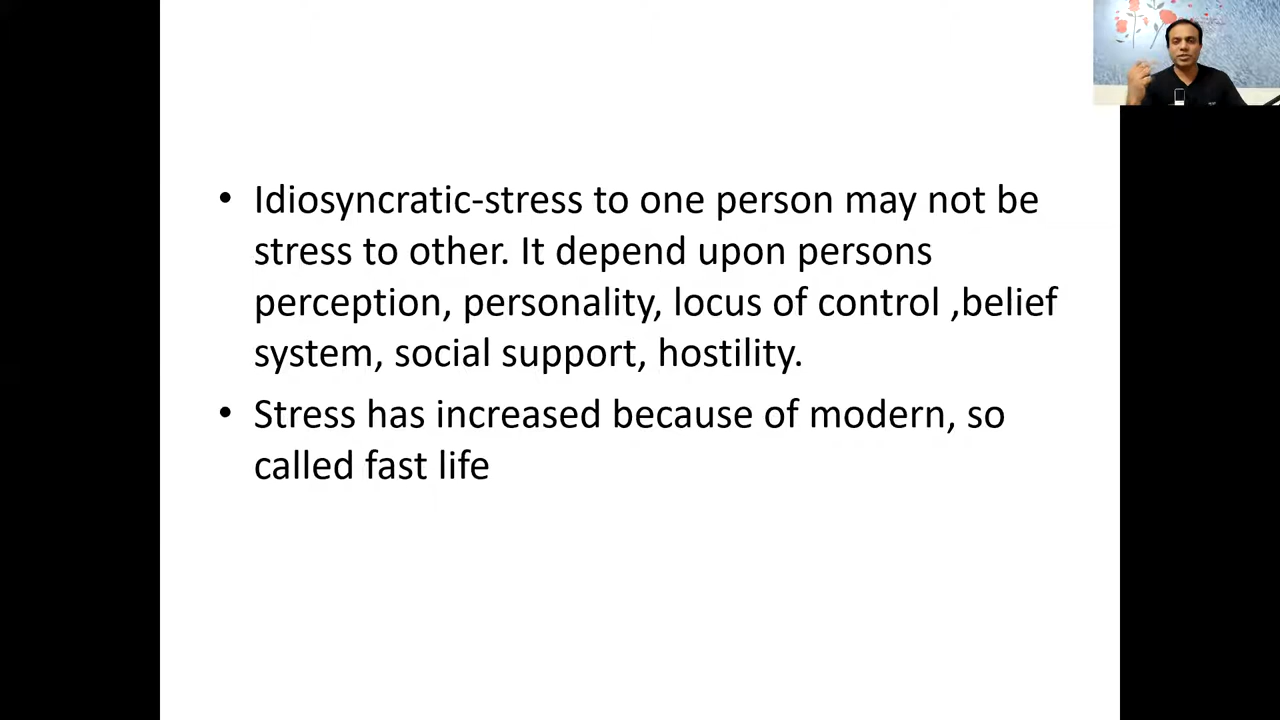 • Idiosyncratic-stress to one person may not be
stress to other. It depend upon persons
perception, personality, locus of control ,belief
system, social support, hostility.
• Stress has increased because of modern, so
called fast life